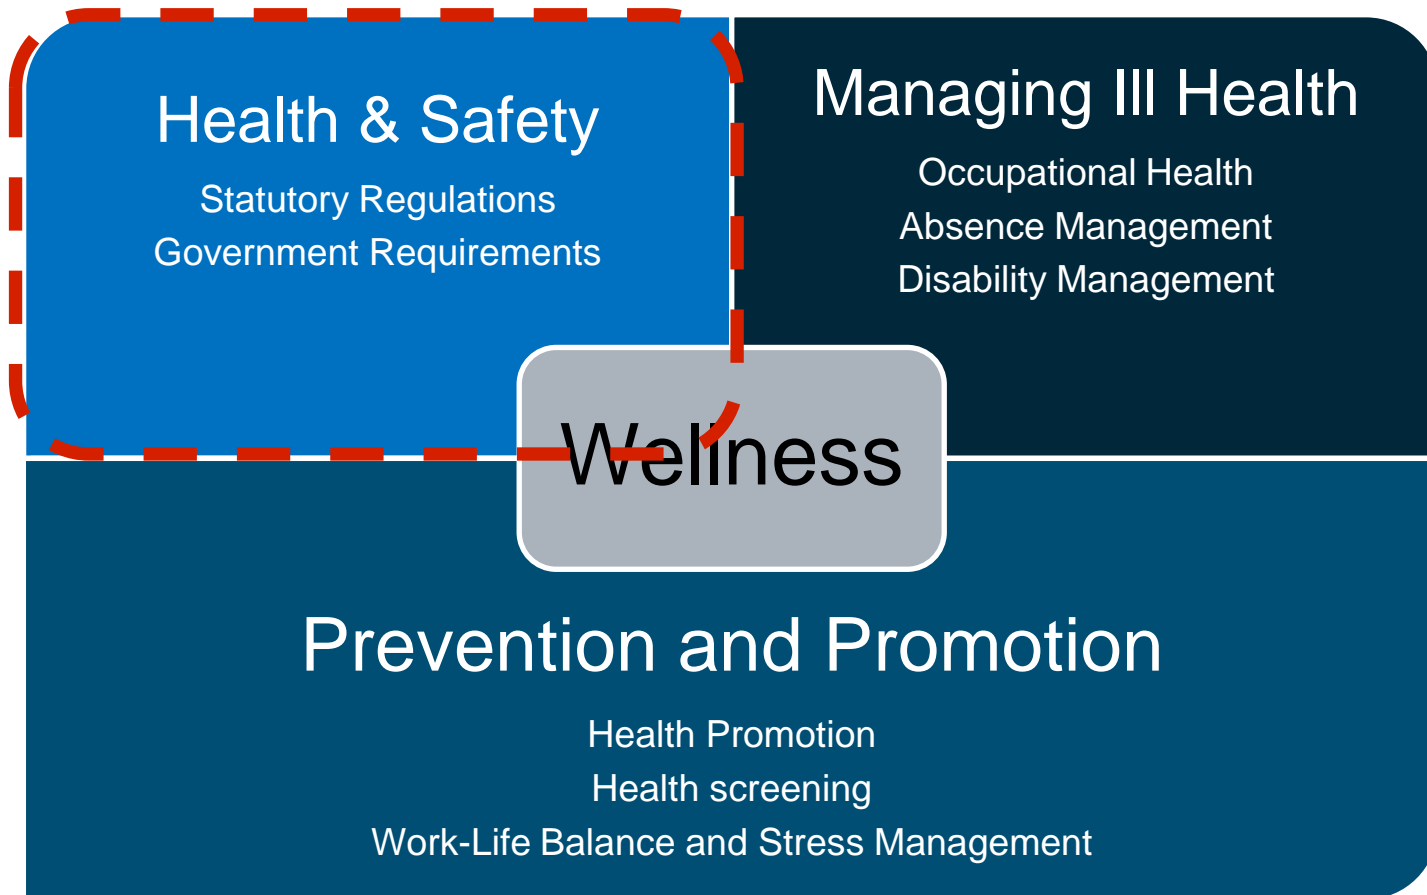 Health & Safety
Statutory Regulations
Government Requirements
Managing Ill Health
Occupational Health
Absence Management
Disability Management
Wellness
Prevention and Promotion
Health Promotion
Health screening
Work-Life Balance and Stress Management